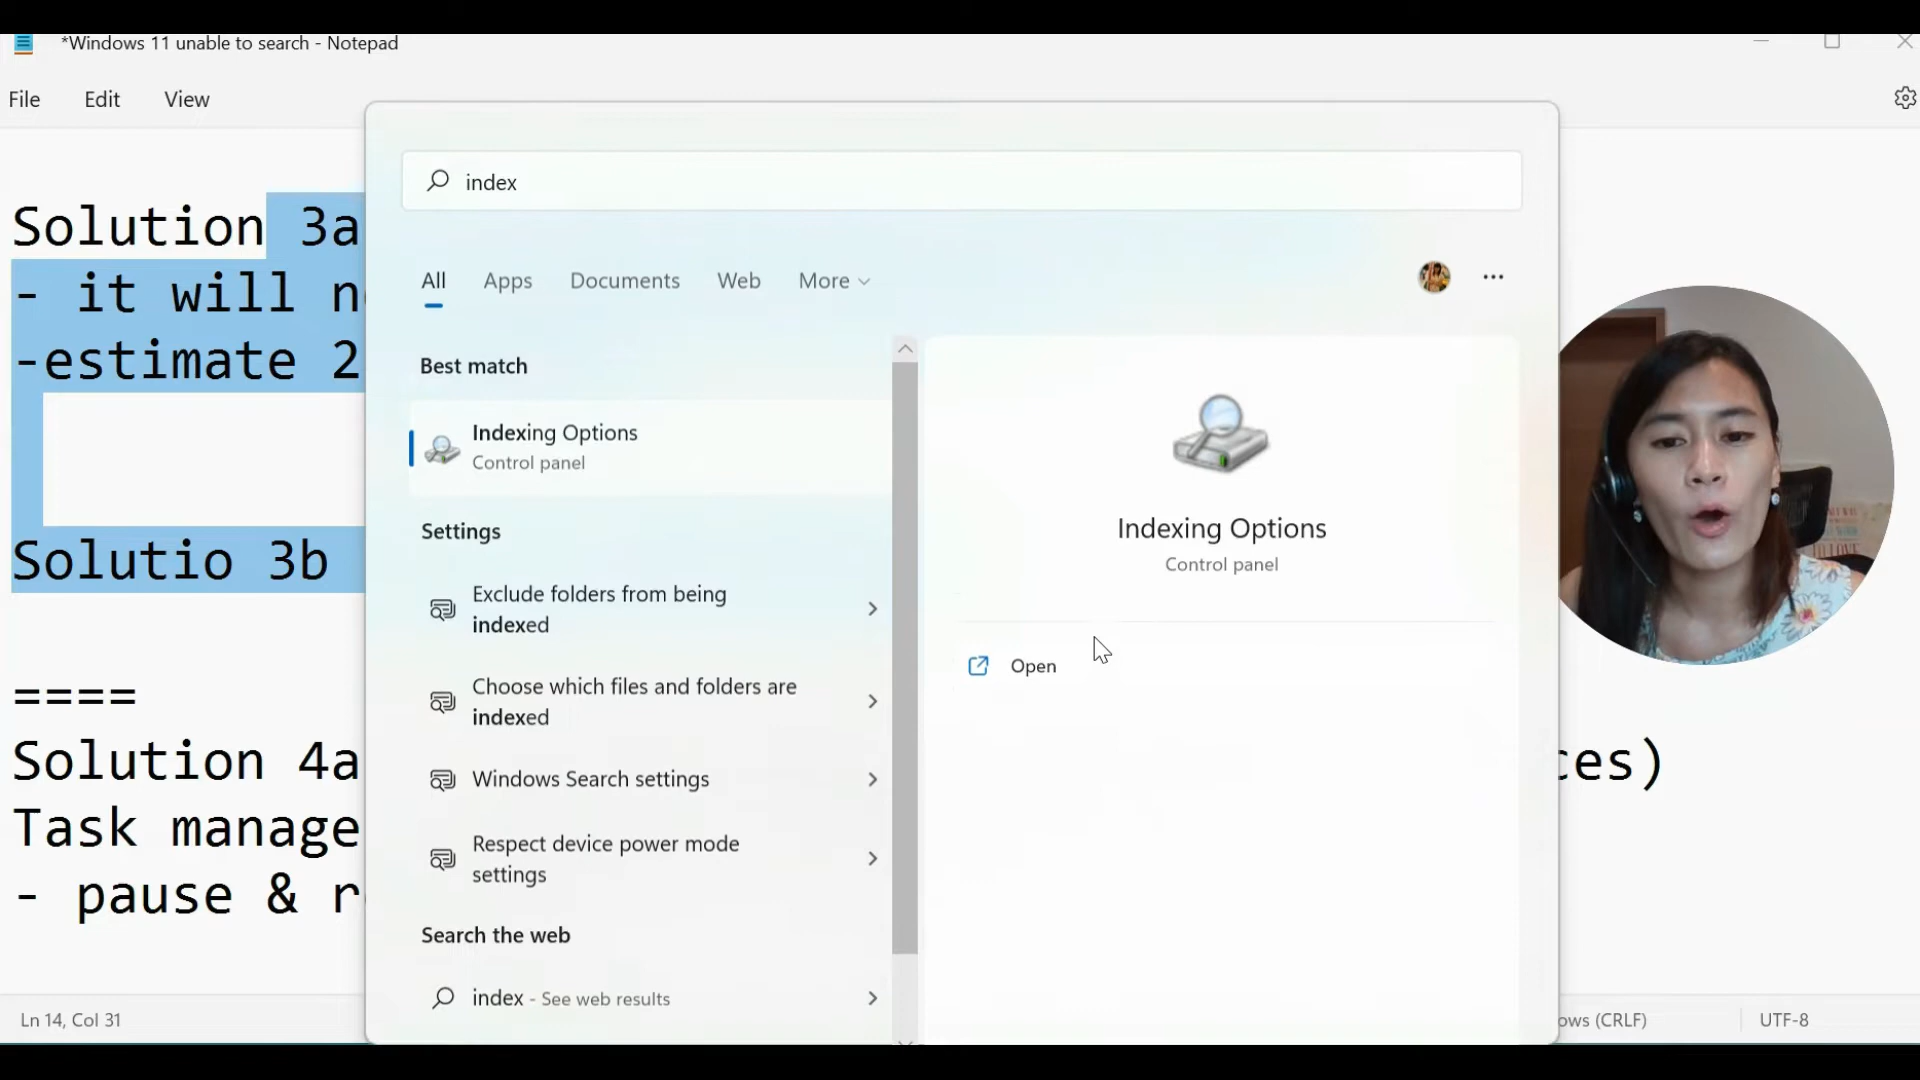 *Windows 11 unable to search - Notepad
File Edit View
index
Solution 3a
All Apps Documents Web More
- it will n
-estimate 2
Best match
Indexing Options
Control panel
Indexing Options
Control panel
Settings
Solutio 3b
Exclude folders from being
indexed
Open
Choose which files and folders are
indexed
====
Solution 4a
ces)
Windows Search settings
Task manage
Respect device power mode
settings
- pause & r
Search the web
index - See web results
Ln 14, Col 31
ows (CRLF) UTF-8